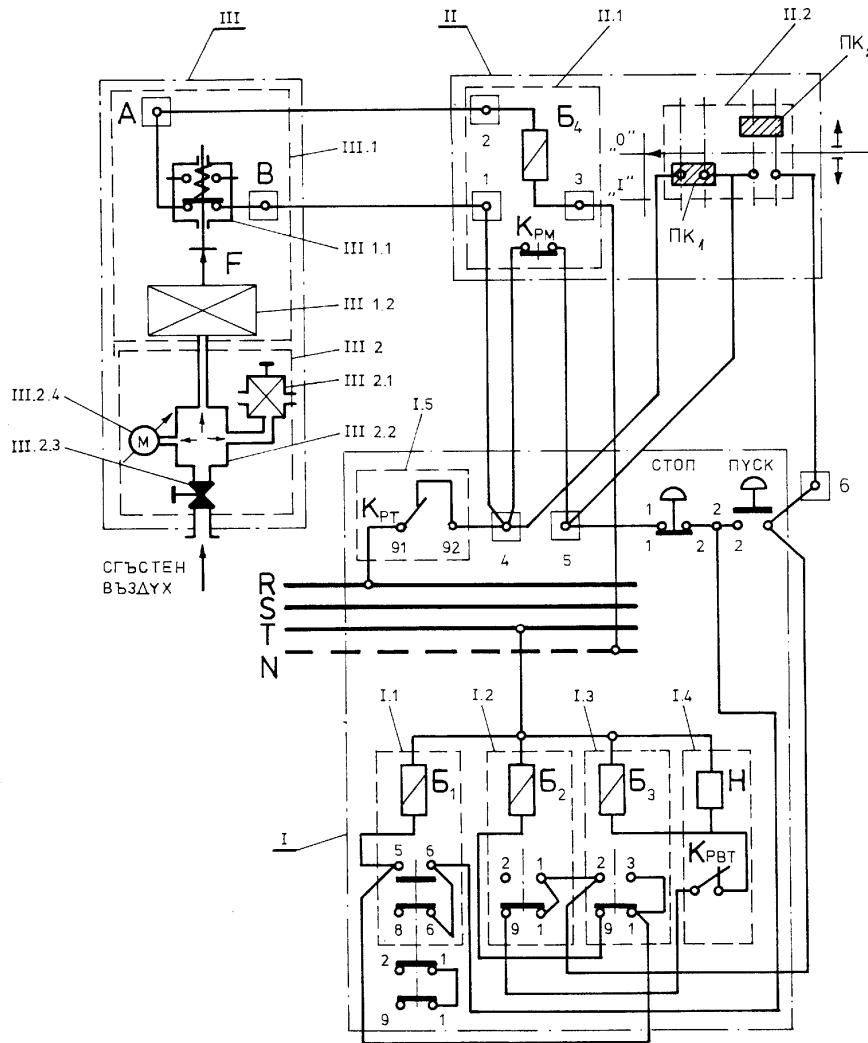 III
II
II.1
II.2
ПК2
A
III.1
2
Б4
„O"
B
1
3
„I"
КРМ
ПК1
III 1.1
F
III 1.2
III 2
III 2.1
III.2.4
М
I.5
III.2.3
III 2.2
СТОП
ПУСК
6
КРТ
1
2
91
92
4
5
1
2
2
СГЪСТЕН
ВЪЗДУХ
R
S
T
N
I.1
I.2
I.3
I.4
Б1
Б2
Б3
Н
I
5
6
2
1
2
3
КРВТ
8
6
9
1
9
1
2
1
9
1